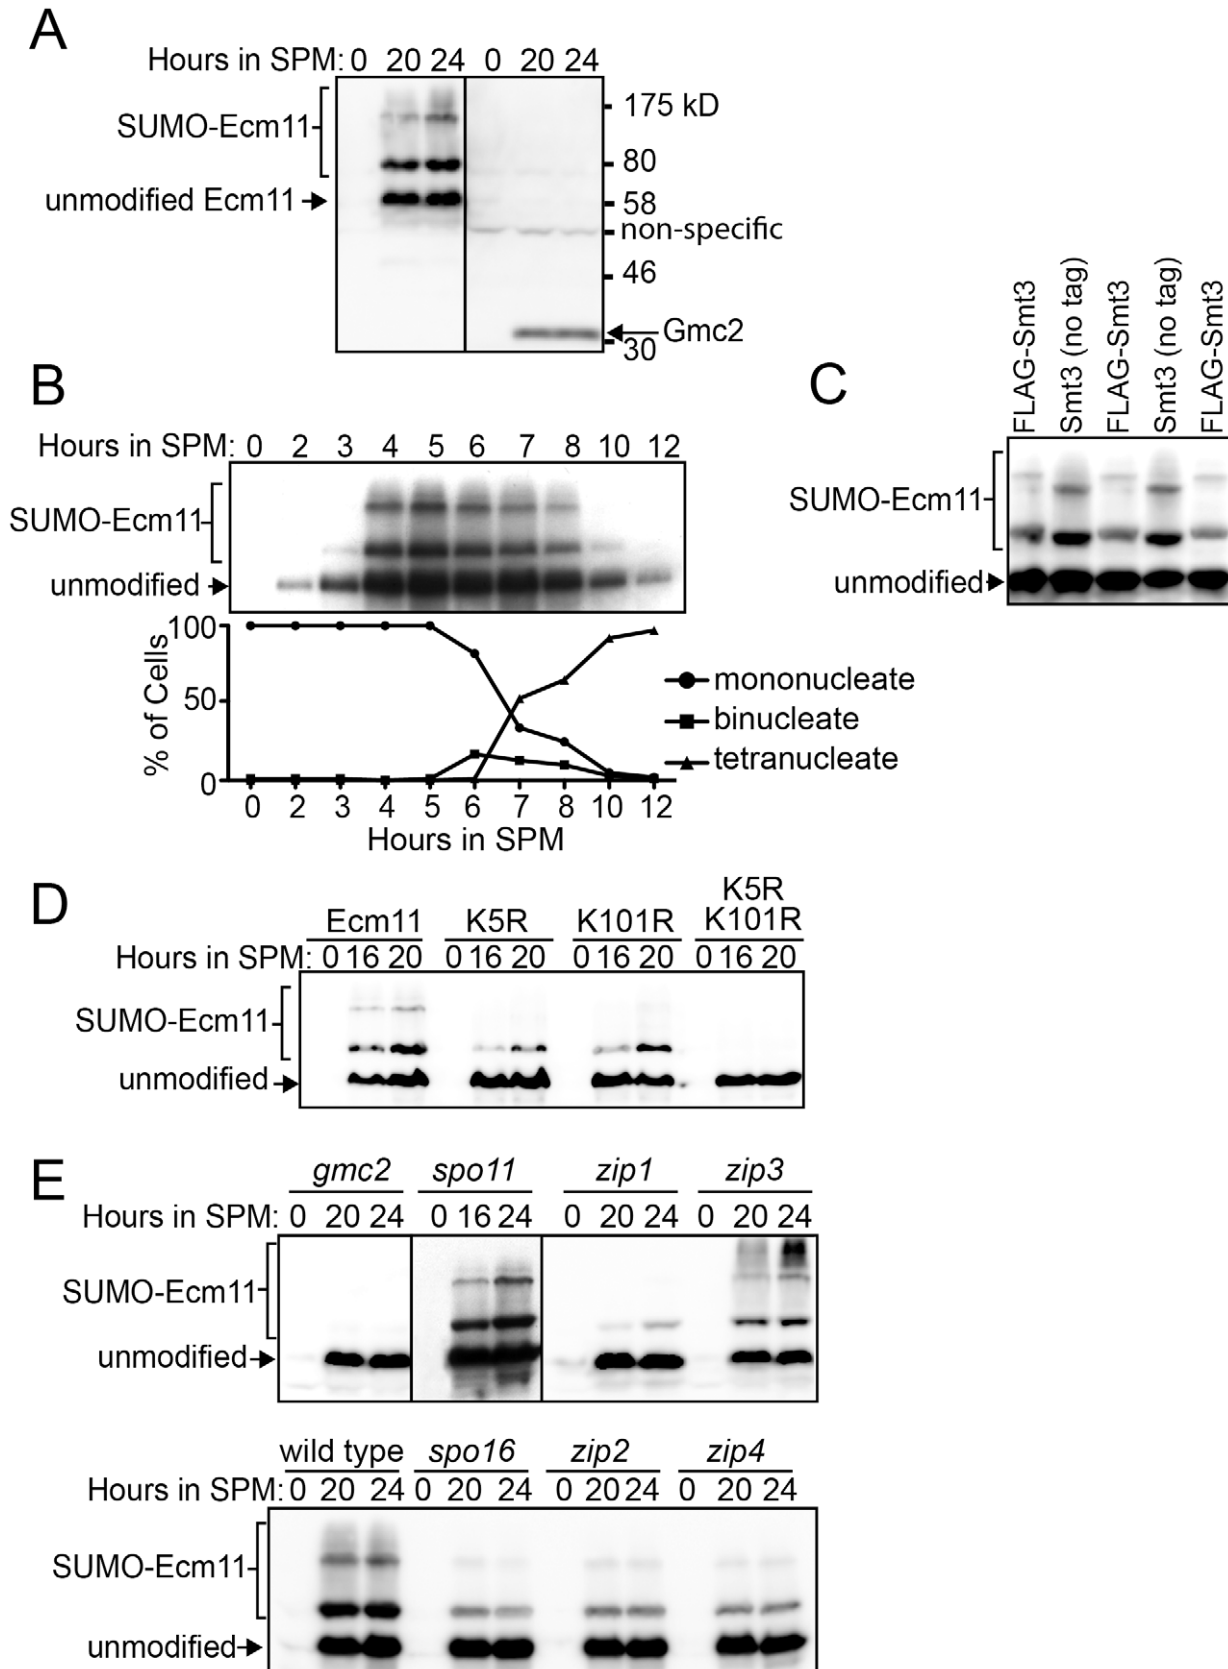 A
Hours in SPM: 0 20 24 0 20 24
SUMO-Ecm11
175 kD
80
unmodified Ecm11
58
non-specific
46
Gmc2
30
B
Hours in SPM: 0 2 3 4 5 6 7 8 10 12
SUMO-Ecm11
unmodified
100
50
0
% of Cells
mononucleate
binucleate
tetranucleate
0 2 3 4 5 6 7 8 10 12
Hours in SPM
C
FLAG-Smt3
Smt3 (no tag)
FLAG-Smt3
Smt3 (no tag)
FLAG-Smt3
SUMO-Ecm11
unmodified
D
Ecm11 K5R K101R K5R
K101R
Hours in SPM: 0 16 20 0 16 20 0 16 20 0 16 20
SUMO-Ecm11
unmodified
E
gmc2 spo11 zip1 zip3
Hours in SPM: 0 20 24 0 16 24 0 20 24 0 20 24
SUMO-Ecm11
unmodified
wild type spo16 zip2 zip4
Hours in SPM: 0 20 24 0 20 24 0 20 24 0 20 24
SUMO-Ecm11
unmodified